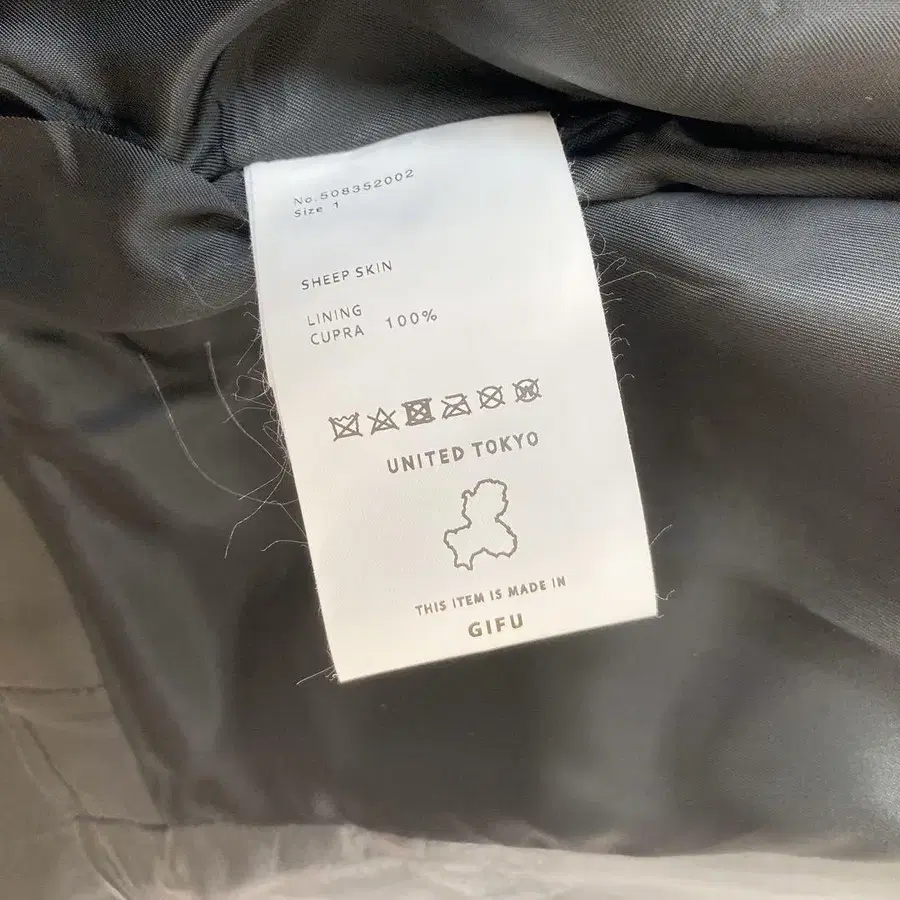 No.508352002
Size 1
SHEEP SKIN
LINING
CUPRA 100%
UNITED TOKYO
THIS ITEM IS MADE IN
GIFU